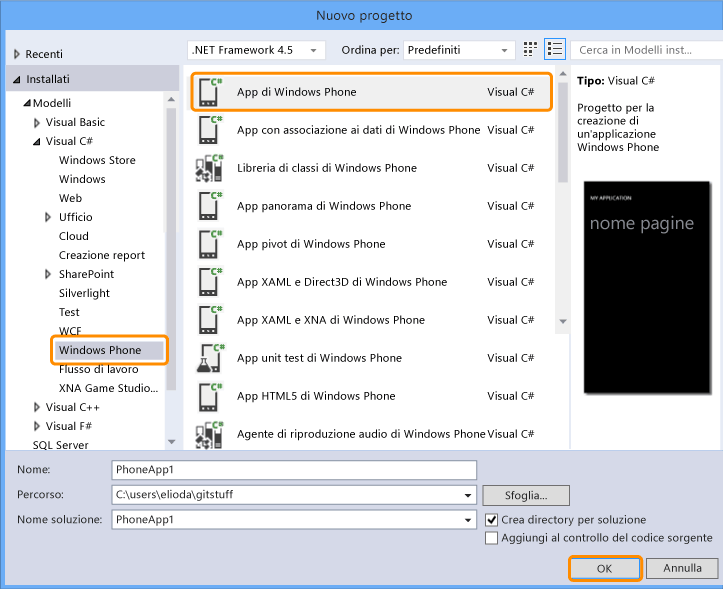 Nuovo progetto
Recenti
Installati
Modelli
Visual Basic
Visual C#
Windows Store
Windows
Web
Ufficio
Cloud
Creazione report
SharePoint
Silverlight
Test
WCF
Windows Phone
Flusso di lavoro
XNA Game Studio...
Visual C++
Visual F#
SQL Server
.NET Framework 4.5
Ordina per: Predefiniti
Cerca in Modelli inst...
C# App di Windows Phone Visual C#
C# App con associazione ai dati di Windows Phone Visual C#
C# Libreria di classi di Windows Phone Visual C#
C# App panorama di Windows Phone Visual C#
C# App pivot di Windows Phone Visual C#
C# App XAML e Direct3D di Windows Phone Visual C#
C# App XAML e XNA di Windows Phone Visual C#
C# App unit test di Windows Phone Visual C#
C# App HTML5 di Windows Phone Visual C#
C# Agente di riproduzione audio di Windows Phone Visual C#
Tipo: Visual C#
Progetto per la
creazione di
un'applicazione
Windows Phone
MY APPLICATION
nome pagine
Nome: PhoneApp1
Percorso: C:\users\elioda\gitstuff Sfoglia...
Nome soluzione: PhoneApp1
Crea directory per soluzione
Aggiungi al controllo del codice sorgente
OK Annulla